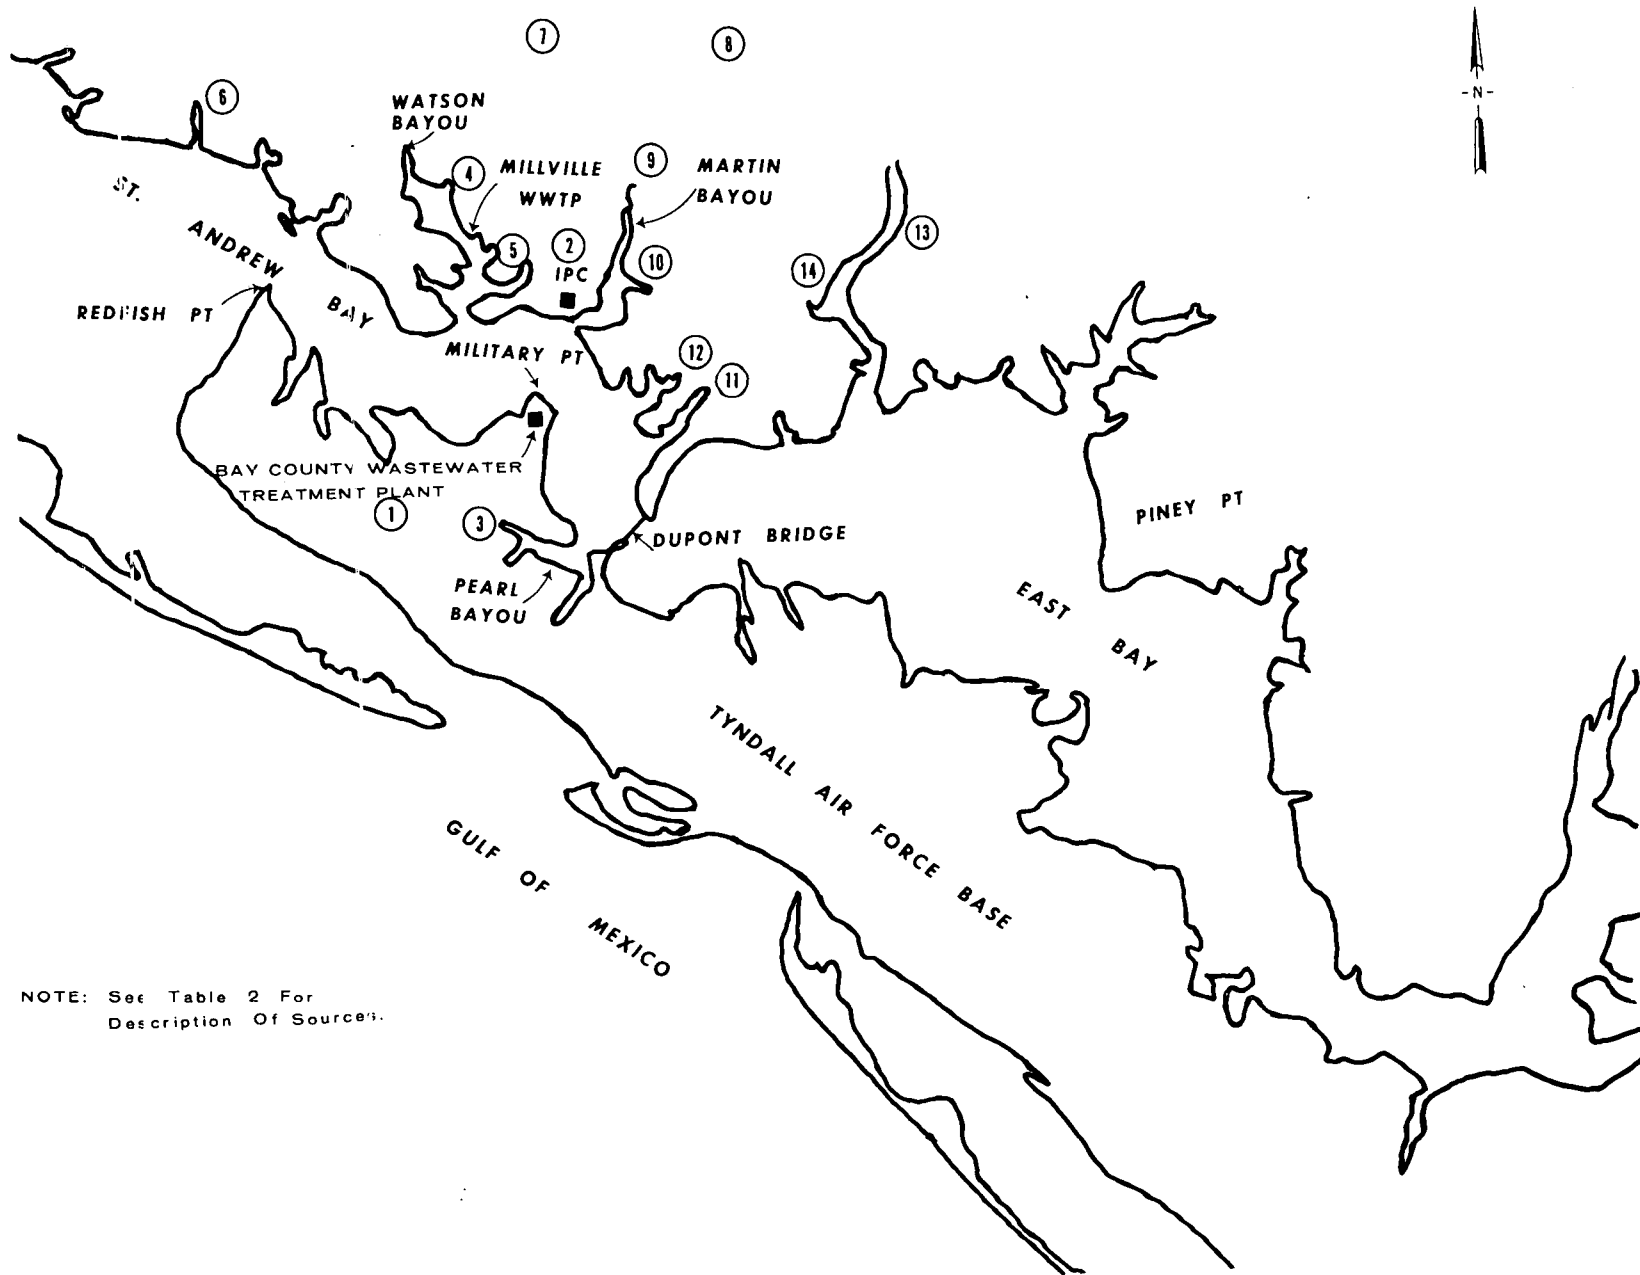 7
8
-N-
6
WATSON
BAYOU
4
MILLVILLE
WWTP
9
MARTIN
BAYOU
ST.
ANDREW
BAY
5
2
IPC
10
13
14
REDFISH PT
MILITARY PT
12
11
BAY COUNTY WASTEWATER
TREATMENT PLANT
1
3
DUPONT BRIDGE
PINEY PT
PEARL
BAYOU
EAST
BAY
TYNDALL AIR FORCE BASE
GULF OF MEXICO
NOTE: See Table 2 For
Description Of Sources.